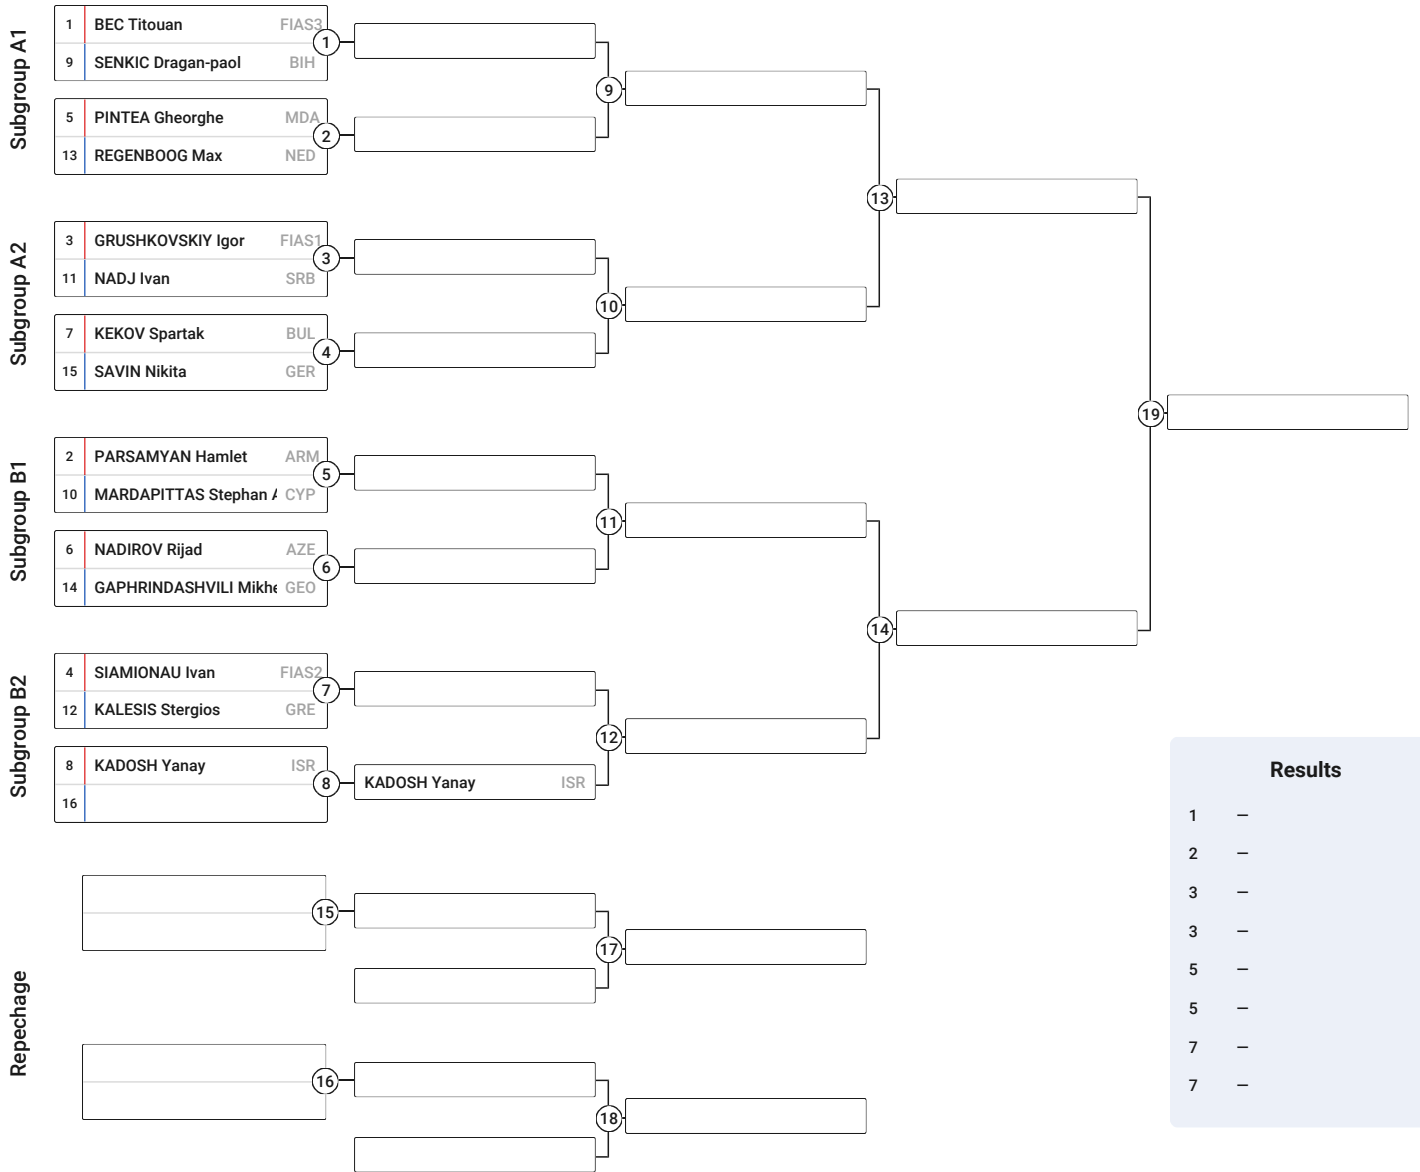 Subgroup A1
1 BEC Titouan FIAS3
9 SENKIC Dragan-paol BIH
1
5 PINTEA Gheorghe MDA
13 REGENBOOG Max NED
2
9
Subgroup A2
3 GRUSHKOVSKIY Igor FIAS1
11 NADJ Ivan SRB
3
7 KEKOV Spartak BUL
15 SAVIN Nikita GER
4
10
13
Subgroup B1
2 PARSAMYAN Hamlet ARM
10 MARDAPITTAS Stephan CYP
5
6 NADIROV Rijad AZE
14 GAPHRINDASHVILI Mikhe GEO
6
11
Subgroup B2
4 SIAMIONAU Ivan FIAS2
12 KALESIS Stergios GRE
7
8 KADOSH Yanay ISR
16
8
KADOSH Yanay ISR
12
14
19
Repechage
15
17
16
18
Results
1 –
2 –
3 –
3 –
5 –
5 –
7 –
7 –